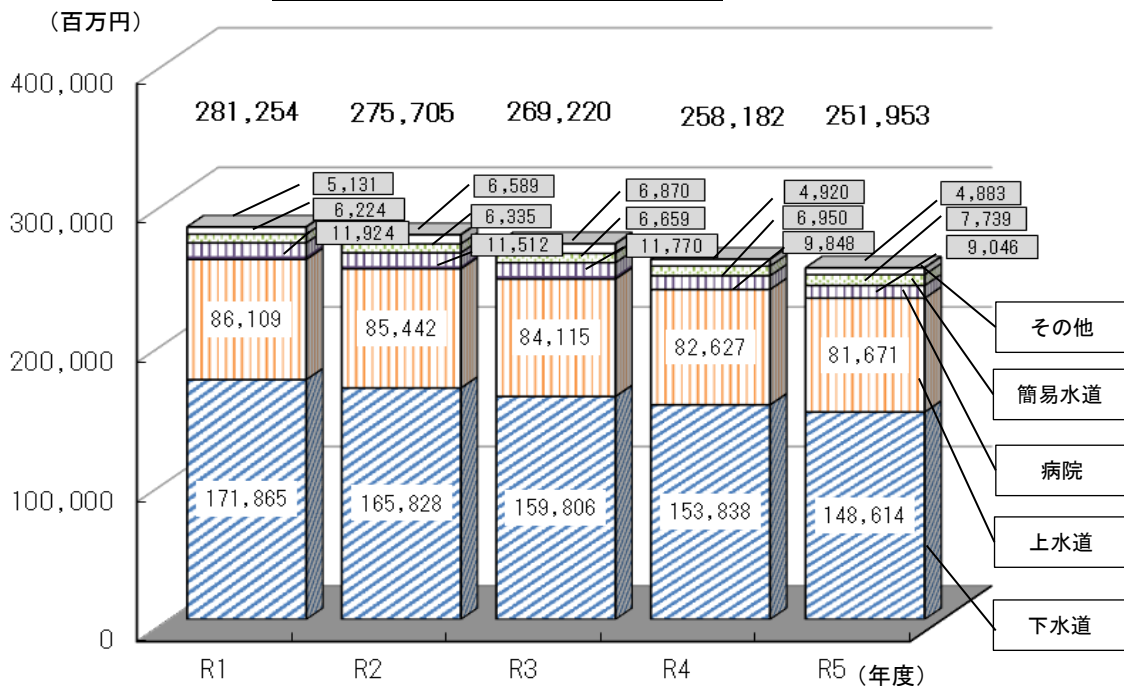 (百万円)
400,000
300,000
200,000
100,000
0
281,254
275,705
269,220
258,182
251,953
5,131
6,224
11,924
86,109
171,865
6,589
6,335
11,512
85,442
165,828
6,870
6,659
11,770
84,115
159,806
4,920
6,950
9,848
82,627
153,838
4,883
7,739
9,046
81,671
148,614
その他
簡易水道
病院
上水道
下水道
R1
R2
R3
R4
R5
(年度)